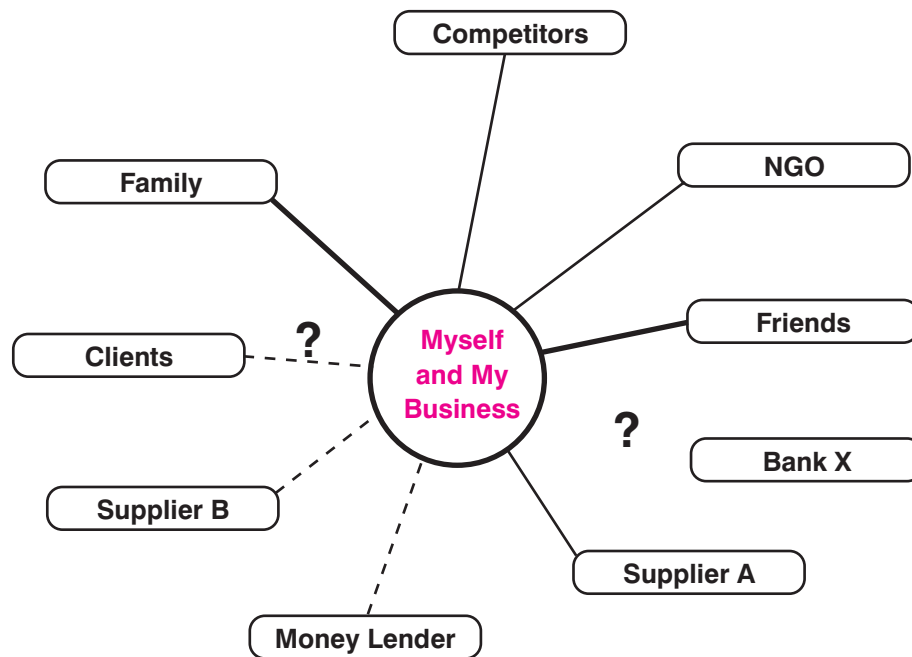 Competitors
NGO
Family
Friends
?
Clients
Myself
and My
Business
?
Bank X
Supplier B
Supplier A
Money Lender